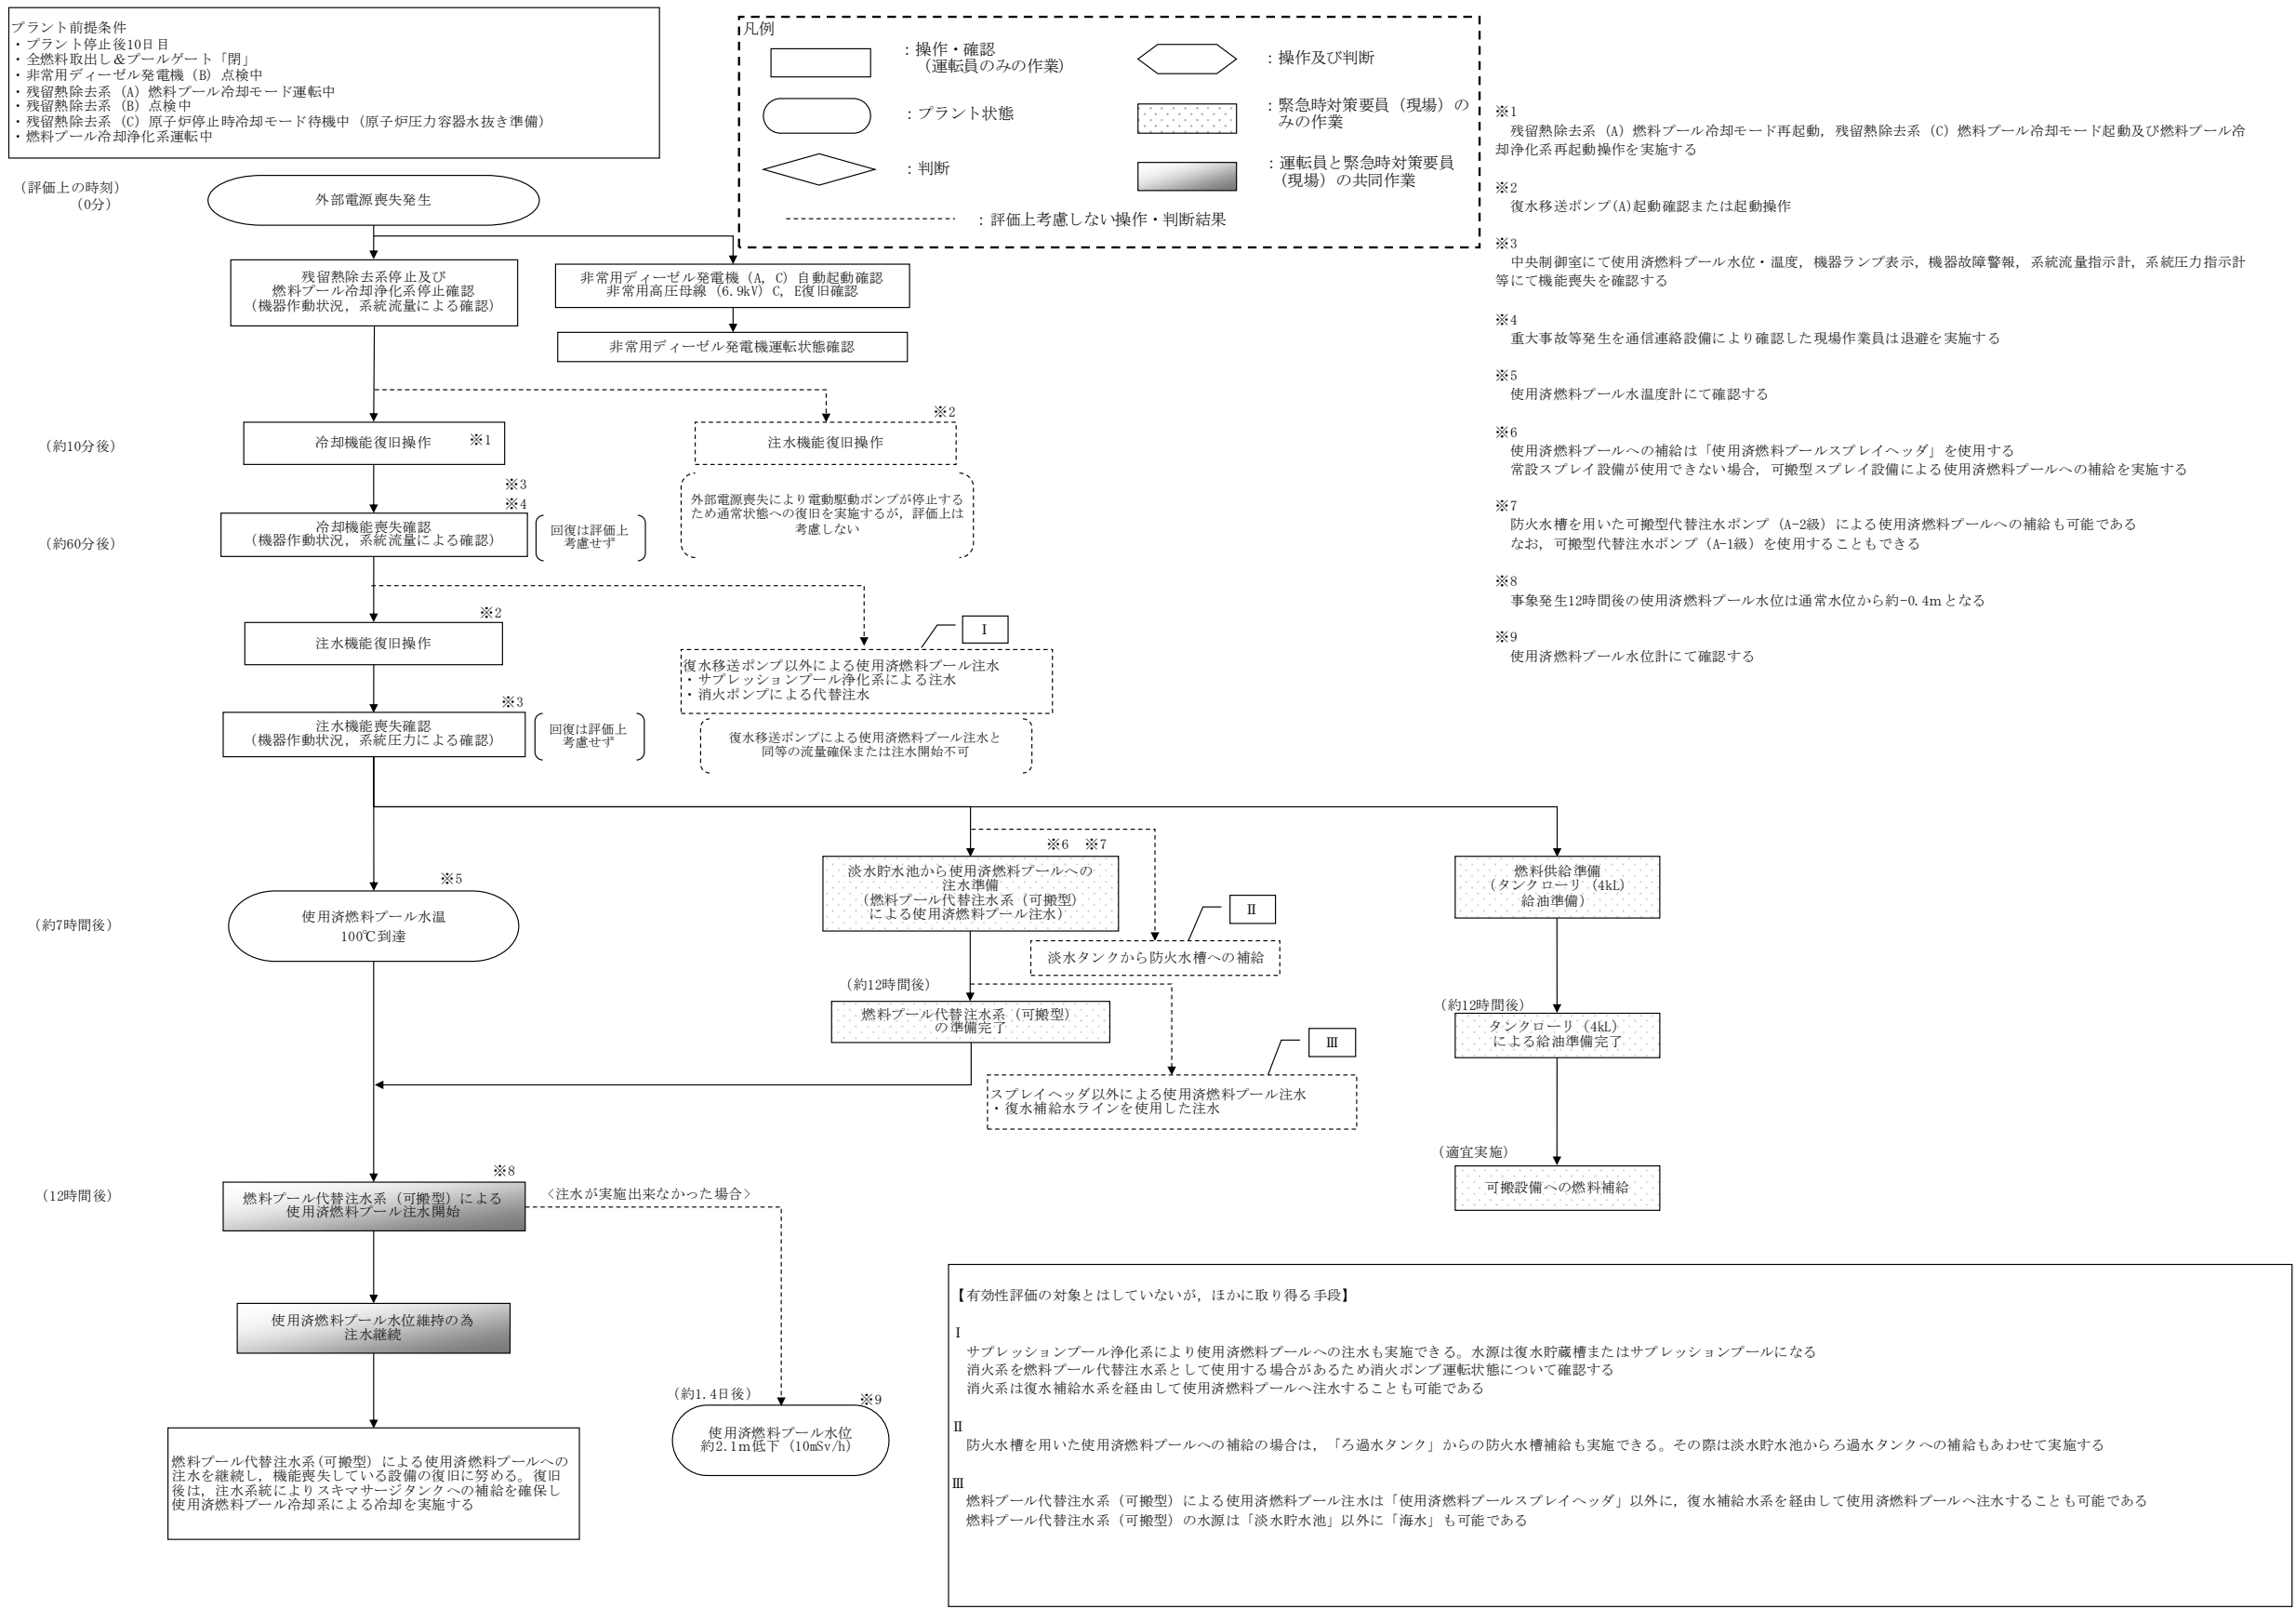 プラント前提条件
・プラント停止後10日目
・全燃料取出し＆プールゲート「閉」
・非常用ディーゼル発電機（B）点検中
・残留熱除去系（A）燃料プール冷却モード運転中
・残留熱除去系（B）点検中
・残留熱除去系（C）原子炉停止時冷却モード待機中（原子炉圧力容器水抜き準備）
・燃料プール冷却浄化系運転中
凡例
：操作・確認
（運転員のみの作業）
：操作及び判断
：プラント状態
：緊急時対策要員（現場）の
みの作業
：判断
：運転員と緊急時対策要員
（現場）の共同作業
：評価上考慮しない操作・判断結果
※1
残留熱除去系（A）燃料プール冷却モード再起動，残留熱除去系（C）燃料プール冷却モード起動及び燃料プール冷
却浄化系再起動操作を実施する
※2
復水移送ポンプ(A)起動確認または起動操作
※3
中央制御室にて使用済燃料プール水位・温度，機器ランプ表示，機器故障警報，系統流量指示計，系統圧力指示計
等にて機能喪失を確認する
※4
重大事故等発生を通信連絡設備により確認した現場作業員は退避を実施する
※5
使用済燃料プール水温度計にて確認する
※6
使用済燃料プールへの補給は「使用済燃料プールスプレイヘッダ」を使用する
常設スプレイ設備が使用できない場合，可搬型スプレイ設備による使用済燃料プールへの補給を実施する
※7
防火水槽を用いた可搬型代替注水ポンプ（A-2級）による使用済燃料プールへの補給も可能である
なお，可搬型代替注水ポンプ（A-1級）を使用することもできる
※8
事象発生12時間後の使用済燃料プール水位は通常水位から約-0.4mとなる
※9
使用済燃料プール水位計にて確認する
（評価上の時刻）
（0分）
外部電源喪失発生
残留熱除去系停止及び
燃料プール冷却浄化系停止確認
（機器作動状況，系統流量による確認）
非常用ディーゼル発電機（A，C）自動起動確認
非常用高圧母線（6.9kV）C，E復旧確認
非常用ディーゼル発電機運転状態確認
（約10分後）
冷却機能復旧操作
※1
※2
注水機能復旧操作
外部電源喪失により電動駆動ポンプが停止する
ため通常状態への復旧を実施するが，評価上は
考慮しない
※3
※4
（約60分後）
冷却機能喪失確認
（機器作動状況，系統流量による確認）
回復は評価上
考慮せず
※2
注水機能復旧操作
Ⅰ
復水移送ポンプ以外による使用済燃料プール注水
・サプレッションプール浄化系による注水
・消火ポンプによる代替注水
復水移送ポンプによる使用済燃料プール注水と
同等の流量確保または注水開始不可
※3
注水機能喪失確認
（機器作動状況，系統圧力による確認）
回復は評価上
考慮せず
※5
（約7時間後）
使用済燃料プール水温
100℃到達
※6　※7
淡水貯水池から使用済燃料プールへの
注水準備
（燃料プール代替注水系（可搬型）
による使用済燃料プール注水）
Ⅱ
淡水タンクから防火水槽への補給
燃料供給準備
（タンクローリ（4kL）
給油準備）
（約12時間後）
燃料プール代替注水系（可搬型）
の準備完了
Ⅲ
スプレイヘッダ以外による使用済燃料プール注水
・復水補給水ラインを使用した注水
（約12時間後）
タンクローリ（4kL）
による給油準備完了
（適宜実施）
可搬設備への燃料補給
※8
（12時間後）
燃料プール代替注水系（可搬型）による
使用済燃料プール注水開始
＜注水が実施出来なかった場合＞
使用済燃料プール水位維持の為
注水継続
（約1.4日後）
※9
使用済燃料プール水位
約2.1m低下（10mSv/h）
燃料プール代替注水系(可搬型）による使用済燃料プールへの
注水を継続し，機能喪失している設備の復旧に努める。復旧
後は，注水系統によりスキマサージタンクへの補給を確保し
使用済燃料プール冷却系による冷却を実施する
【有効性評価の対象とはしていないが，ほかに取り得る手段】
Ⅰ
サプレッションプール浄化系により使用済燃料プールへの注水も実施できる。水源は復水貯蔵槽またはサプレッションプールになる
消火系を燃料プール代替注水系として使用する場合があるため消火ポンプ運転状態について確認する
消火系は復水補給水系を経由して使用済燃料プールへ注水することも可能である
Ⅱ
防火水槽を用いた使用済燃料プールへの補給の場合は，「ろ過水タンク」からの防火水槽補給も実施できる。その際は淡水貯水池からろ過水タンクへの補給もあわせて実施する
Ⅲ
燃料プール代替注水系（可搬型）による使用済燃料プール注水は「使用済燃料プールスプレイヘッダ」以外に，復水補給水系を経由して使用済燃料プールへ注水することも可能である
燃料プール代替注水系（可搬型）の水源は「淡水貯水池」以外に「海水」も可能である